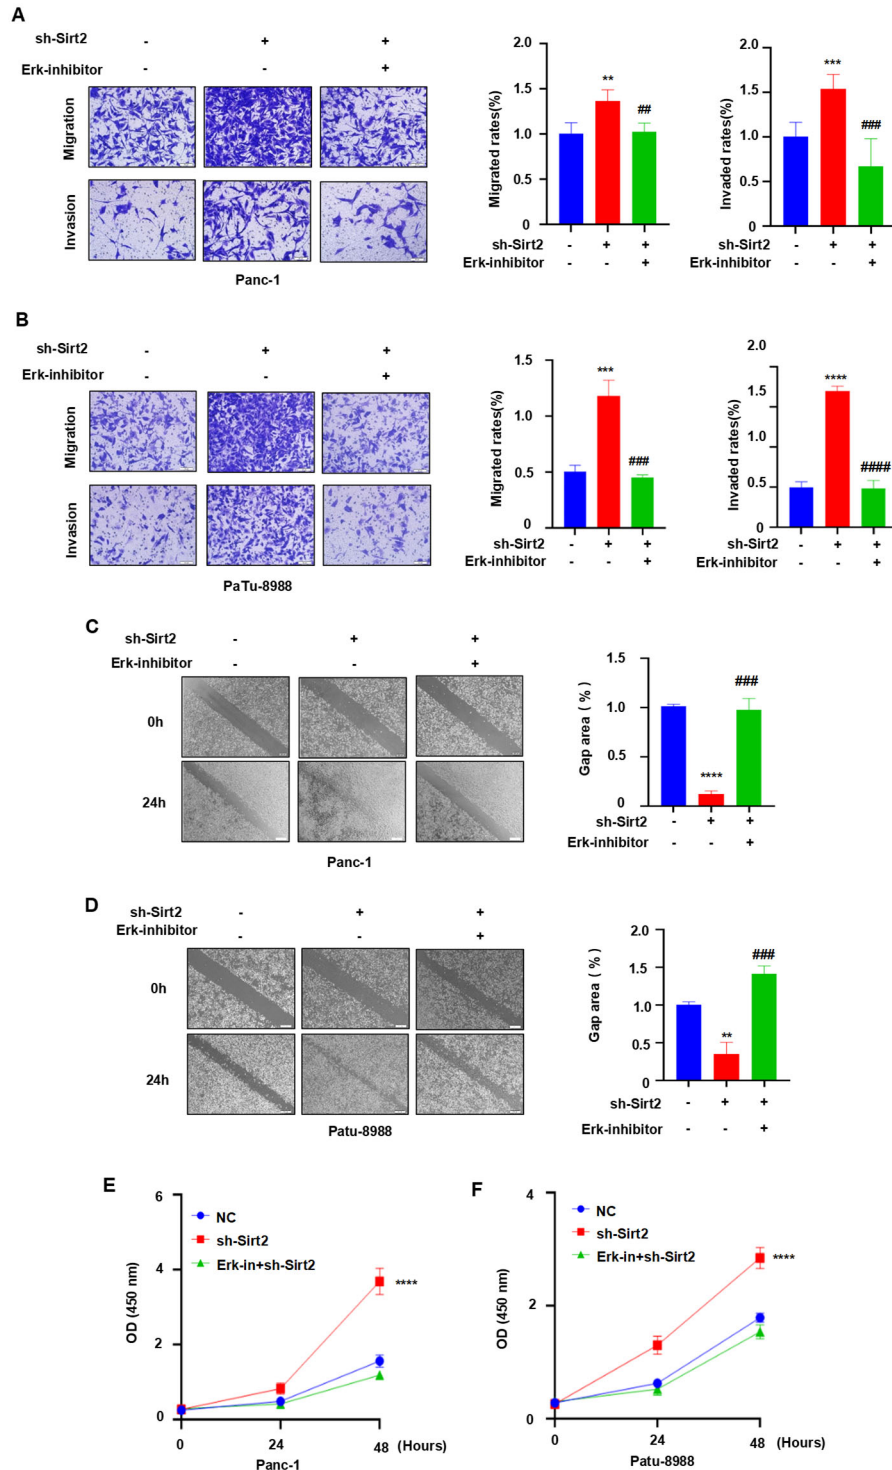 A
sh-Sirt2 - + +
Erk-inhibitor - - +
Migration
Invasion
Panc-1
Migrated rates(%)
2.0
1.5
1.0
0.5
0
** ##
sh-Sirt2 - + +
Erk-inhibitor - - +
Invaded rates(%)
2.0
1.5
1.0
0.5
0
*** ###
sh-Sirt2 - + +
Erk-inhibitor - - +
B
sh-Sirt2 - + +
Erk-inhibitor - - +
Migration
Invasion
PaTu-8988
Migrated rates(%)
1.5
1.0
0.5
0
*** ###
sh-Sirt2 - + +
Erk-inhibitor - - +
Invaded rates(%)
2.0
1.5
1.0
0.5
0
**** ####
sh-Sirt2 - + +
Erk-inhibitor - - +
C
sh-Sirt2 - + +
Erk-inhibitor - - +
0h
24h
Panc-1
Gap area ( % )
1.5
1.0
0.5
0
**** ###
sh-Sirt2 - + +
Erk-inhibitor - - +
D
sh-Sirt2 - + +
Erk-inhibitor - - +
0h
24h
Patu-8988
Gap area ( % )
2.0
1.5
1.0
0.5
0
** ###
sh-Sirt2 - + +
Erk-inhibitor - - +
E
OD (450 nm)
6
4
2
0
NC
sh-Sirt2
Erk-in+sh-Sirt2
****
0 24 48 (Hours)
Panc-1
F
OD (450 nm)
4
2
0
NC
sh-Sirt2
Erk-in+sh-Sirt2
****
0 24 48 (Hours)
Patu-8988